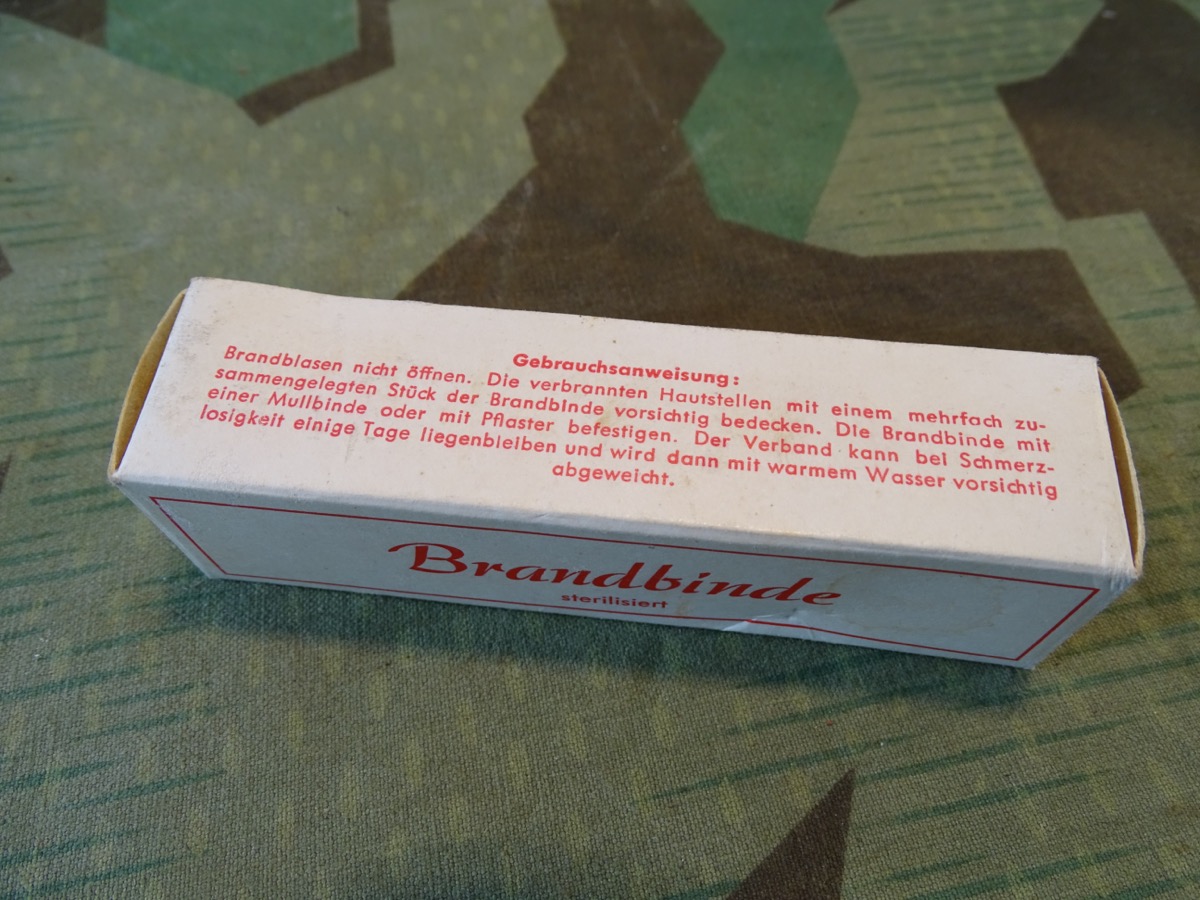 Gebrauchsanweisung:
Brandblasen nicht öffnen. Die verbrannten Hautstellen mit einem mehrfach zu-
sammengelegten Stück der Brandbinde vorsichtig bedecken. Die Brandbinde mit
einer Mullbinde oder mit Pflaster befestigen. Der Verband kann bei Schmerz-
losigkeit einige Tage liegenbleiben und wird dann mit warmem Wasser vorsichtig
abgeweicht.
Brandbinde
sterilisiert